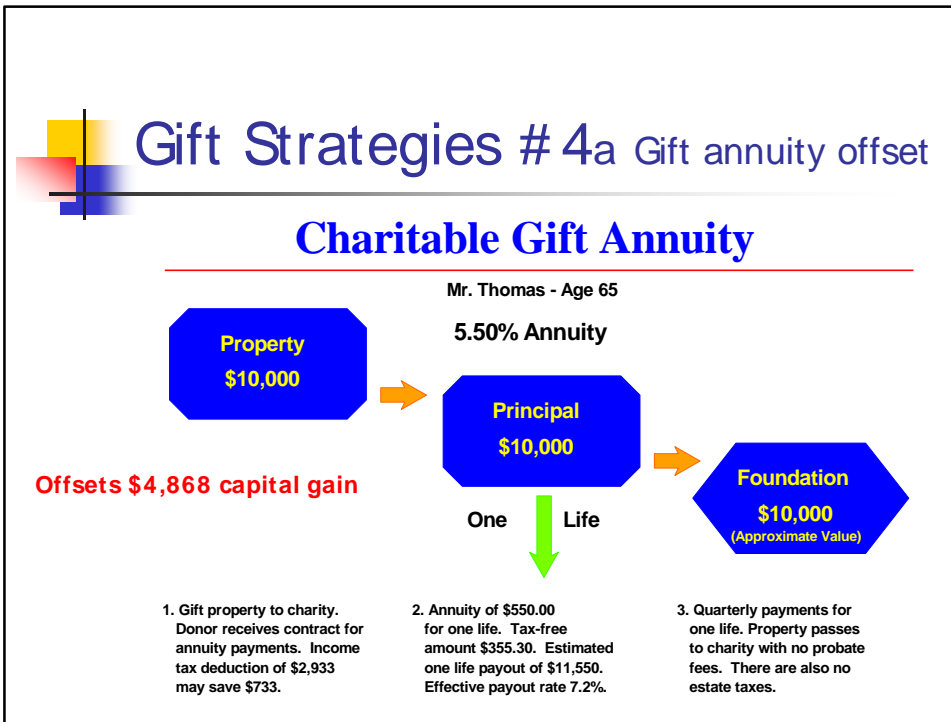 Gift Strategies # 4a Gift annuity offset
Charitable Gift Annuity
Mr. Thomas - Age 65
5.50% Annuity
Property
$10,000
Principal
$10,000
Offsets $4,868 capital gain
Foundation
$10,000
(Approximate Value)
One Life
1. Gift property to charity.
Donor receives contract for
annuity payments. Income
tax deduction of $2,933
may save $733.
2. Annuity of $550.00
for one life. Tax-free
amount $355.30. Estimated
one life payout of $11,550.
Effective payout rate 7.2%.
3. Quarterly payments for
one life. Property passes
to charity with no probate
fees. There are also no
estate taxes.